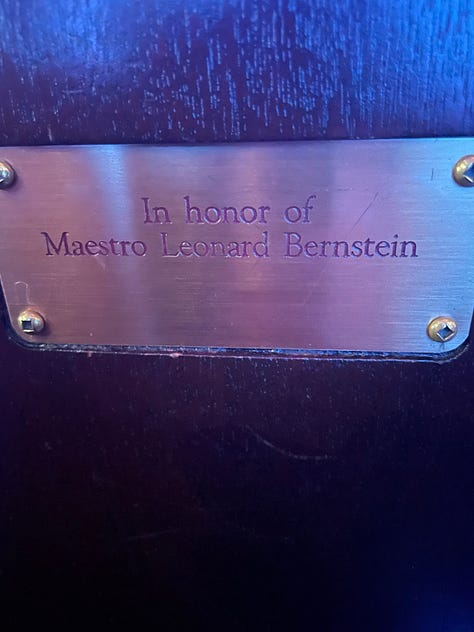 In honor of
Maestro Leonard Bernstein